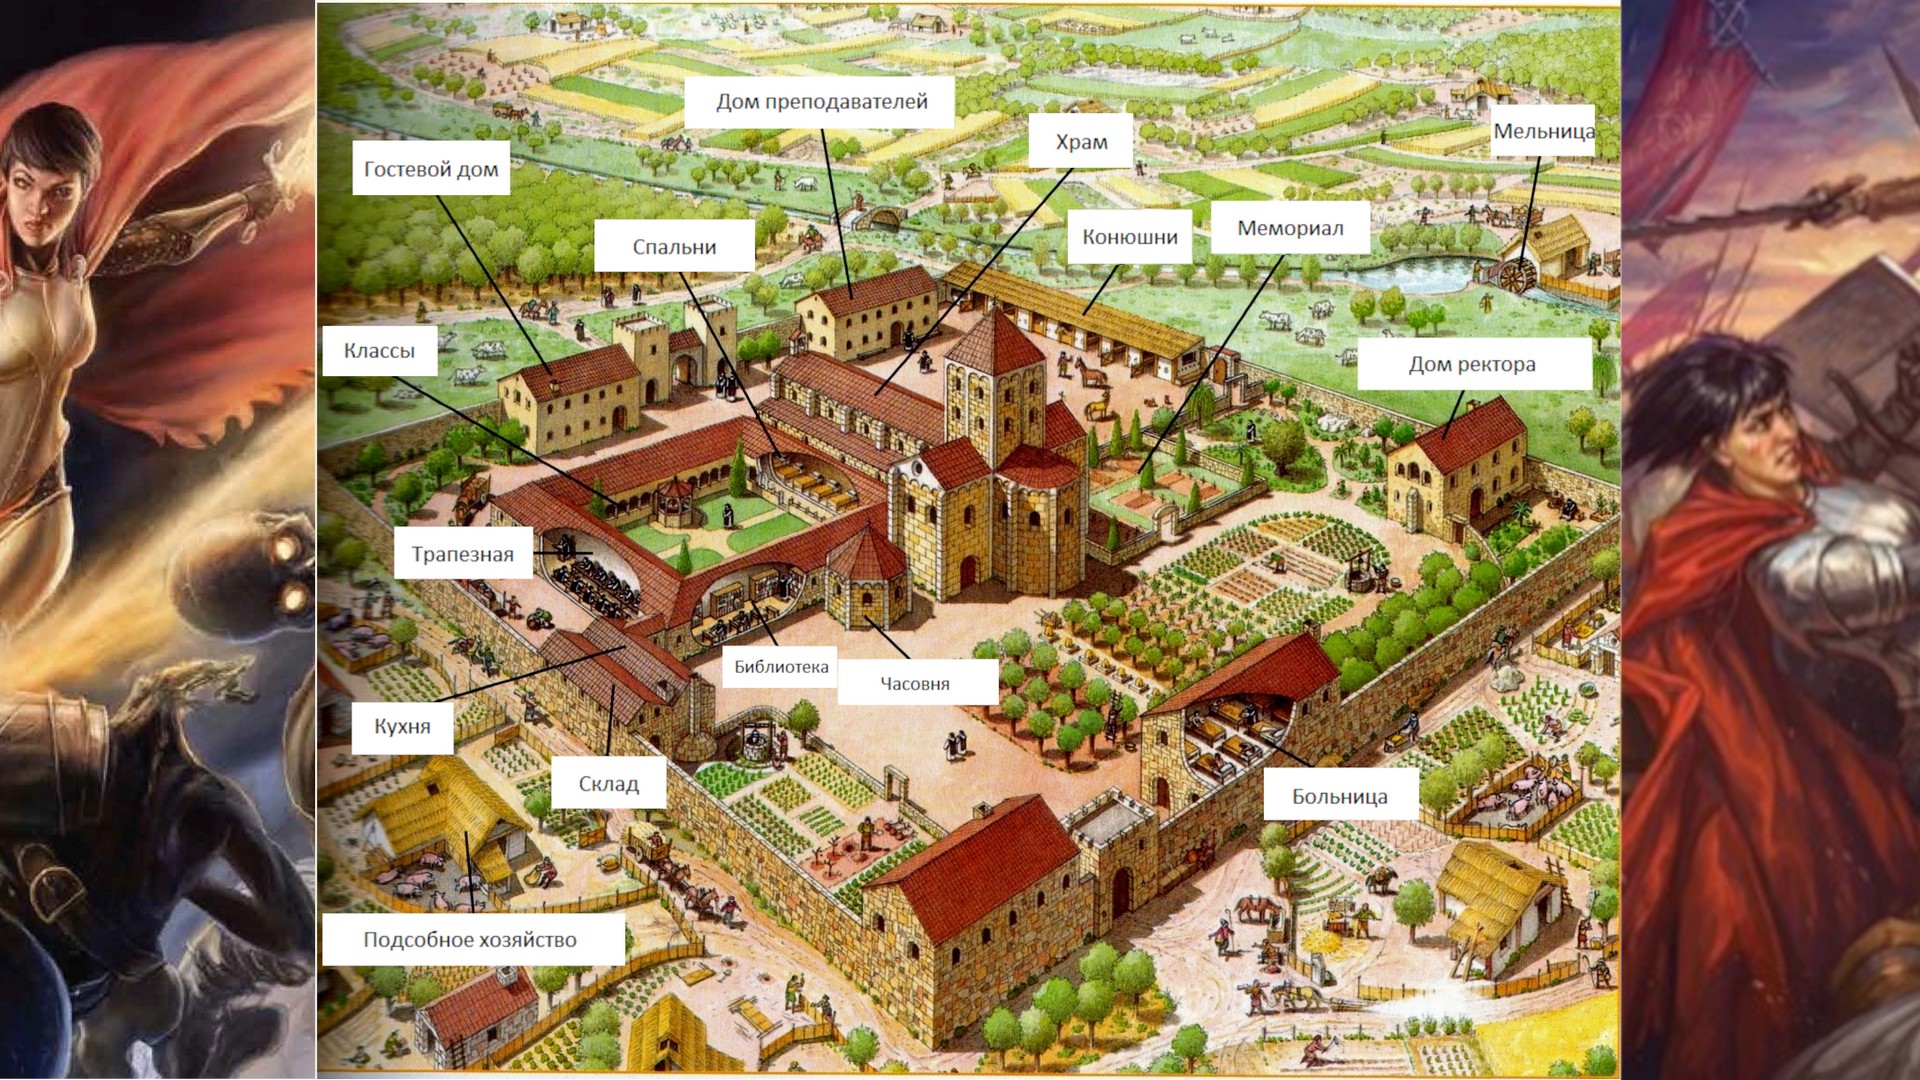 Дом преподавателей
Храм
Мельница
Гостевой дом
Спальни
Конюшни
Мемориал
Классы
Дом ректора
Трапезная
Библиотека
Часовня
Кухня
Склад
Больница
Подсобное хозяйство